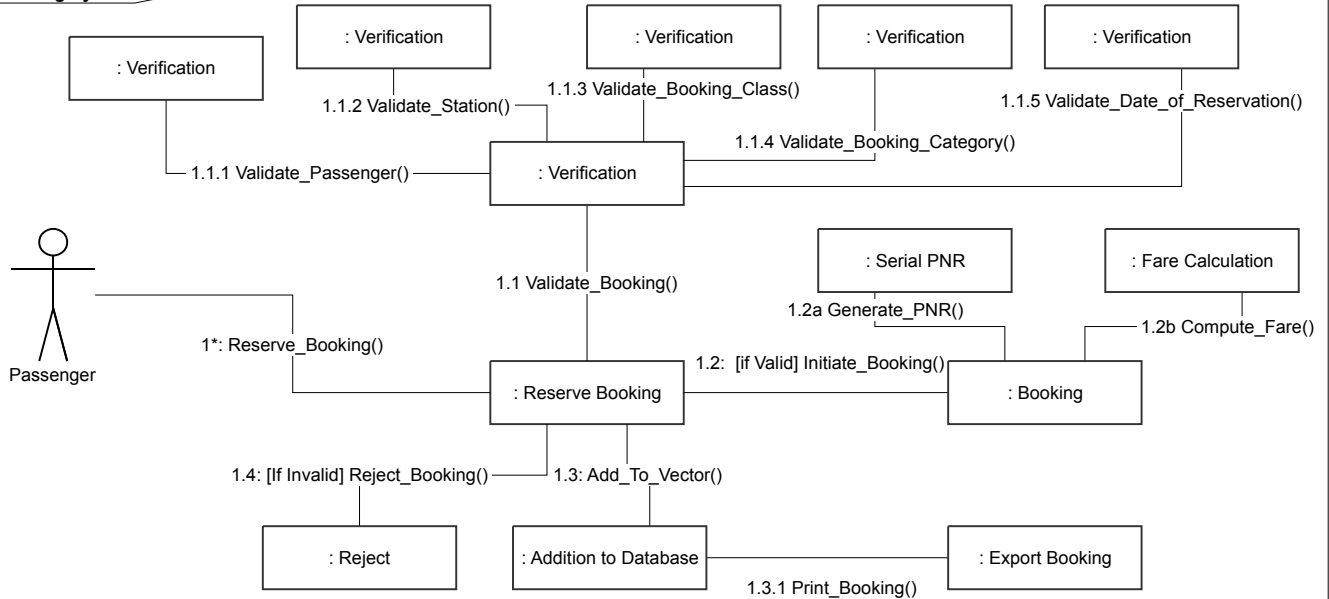 : Verification
: Verification
: Verification
: Verification
: Verification
1.1.2 Validate_Station()
1.1.3 Validate_Booking_Class()
1.1.5 Validate_Date_of_Reservation()
1.1.4 Validate_Booking_Category()
1.1.1 Validate_Passenger()
: Verification
: Serial PNR
: Fare Calculation
1.1 Validate_Booking()
1.2a Generate_PNR()
1.2b Compute_Fare()
1*: Reserve_Booking()
Passenger
1.2:  [if Valid] Initiate_Booking()
: Reserve Booking
: Booking
1.4: [If Invalid] Reject_Booking()
1.3: Add_To_Vector()
: Reject
: Addition to Database
: Export Booking
1.3.1 Print_Booking()